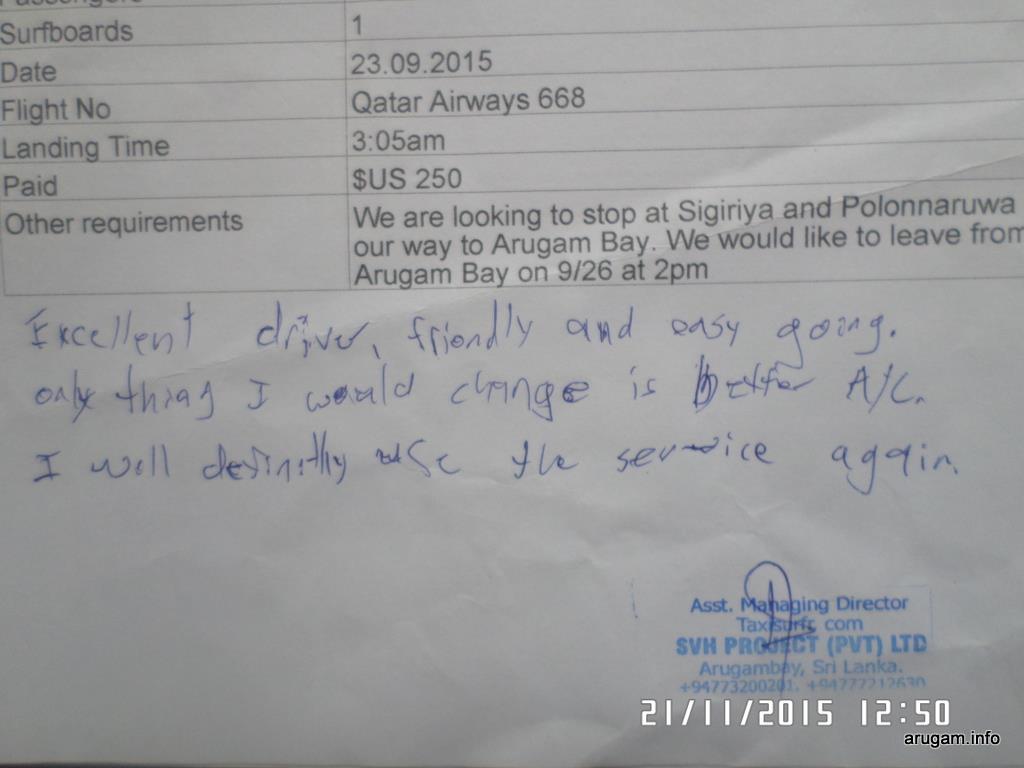 Passengers
Surfboards 1
Date 23.09.2015
Flight No Qatar Airways 668
Landing Time 3:05am
Paid $US 250
Other requirements We are looking to stop at Sigiriya and Polonnaruwa
our way to Arugam Bay. We would like to leave from
Arugam Bay on 9/26 at 2pm
Excellent driver, friendly and easy going.
only thing I would change is better A/C.
I will definitly use the service again.
Asst. Managing Director
Taxisurfr com
SVH PROJECT (PVT) LTD
Arugambay, Sri Lanka.
+94773200201, +94777212630
21/11/2015 12:50
arugam.info